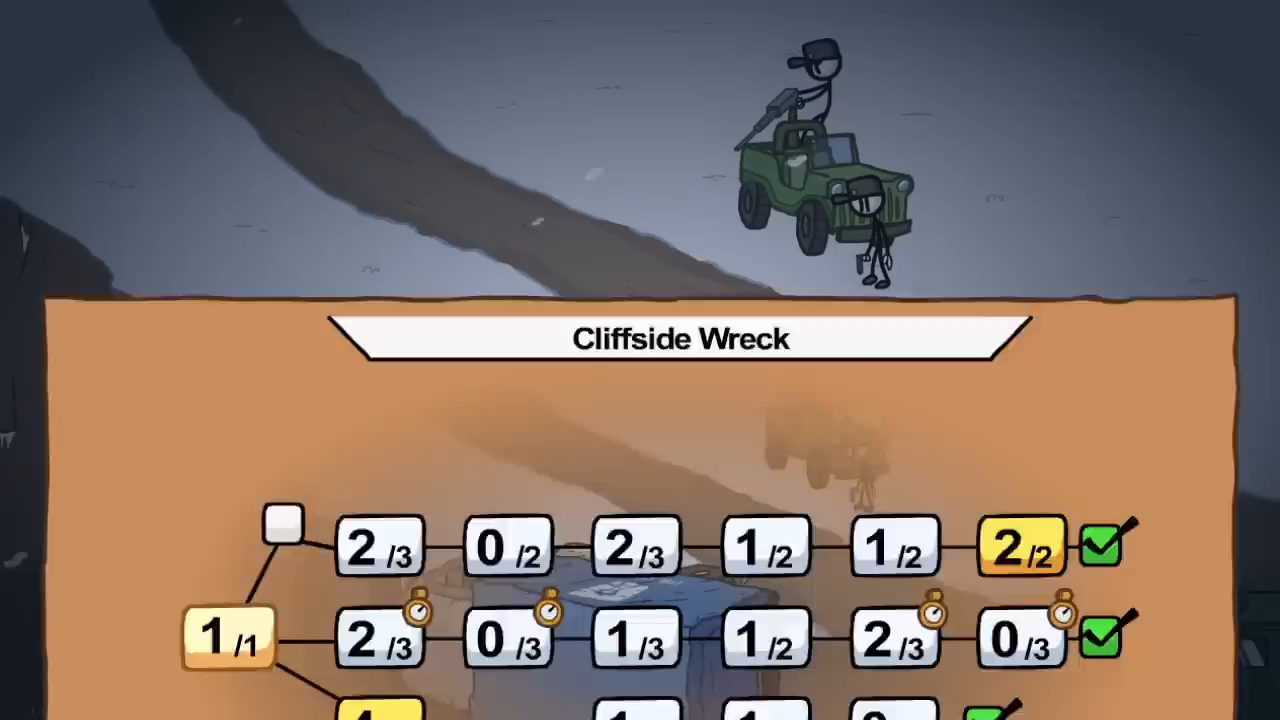 Cliffside Wreck
2/3 0/2 2/3 1/2 1/2 2/2
1/1
2/3 0/3 1/3 1/2 2/3 0/3